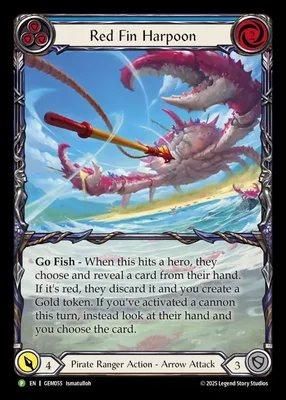 Red Fin Harpoon
Go Fish - When this hits a hero, they
choose and reveal a card from their hand.
If it's red, they discard it and you create a
Gold token. If you've activated a cannon
this turn, instead look at their hand and
you choose the card.
4
Pirate Ranger Action - Arrow Attack
3
P EN | GEM055 Ismatulloh
© 2025 Legend Story Studios